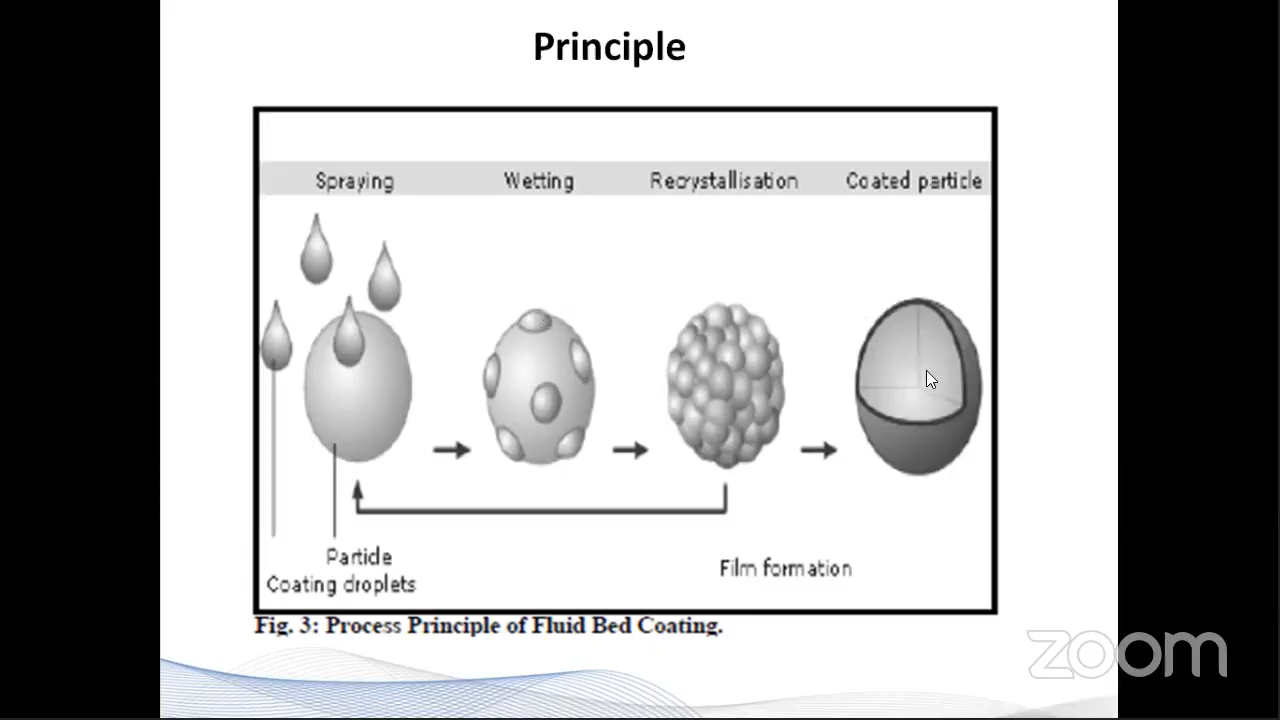 Principle
Spraying Wetting Recrystallisation Coated particle
Particle
Coating droplets
Film formation
Fig. 3: Process Principle of Fluid Bed Coating.
zoom